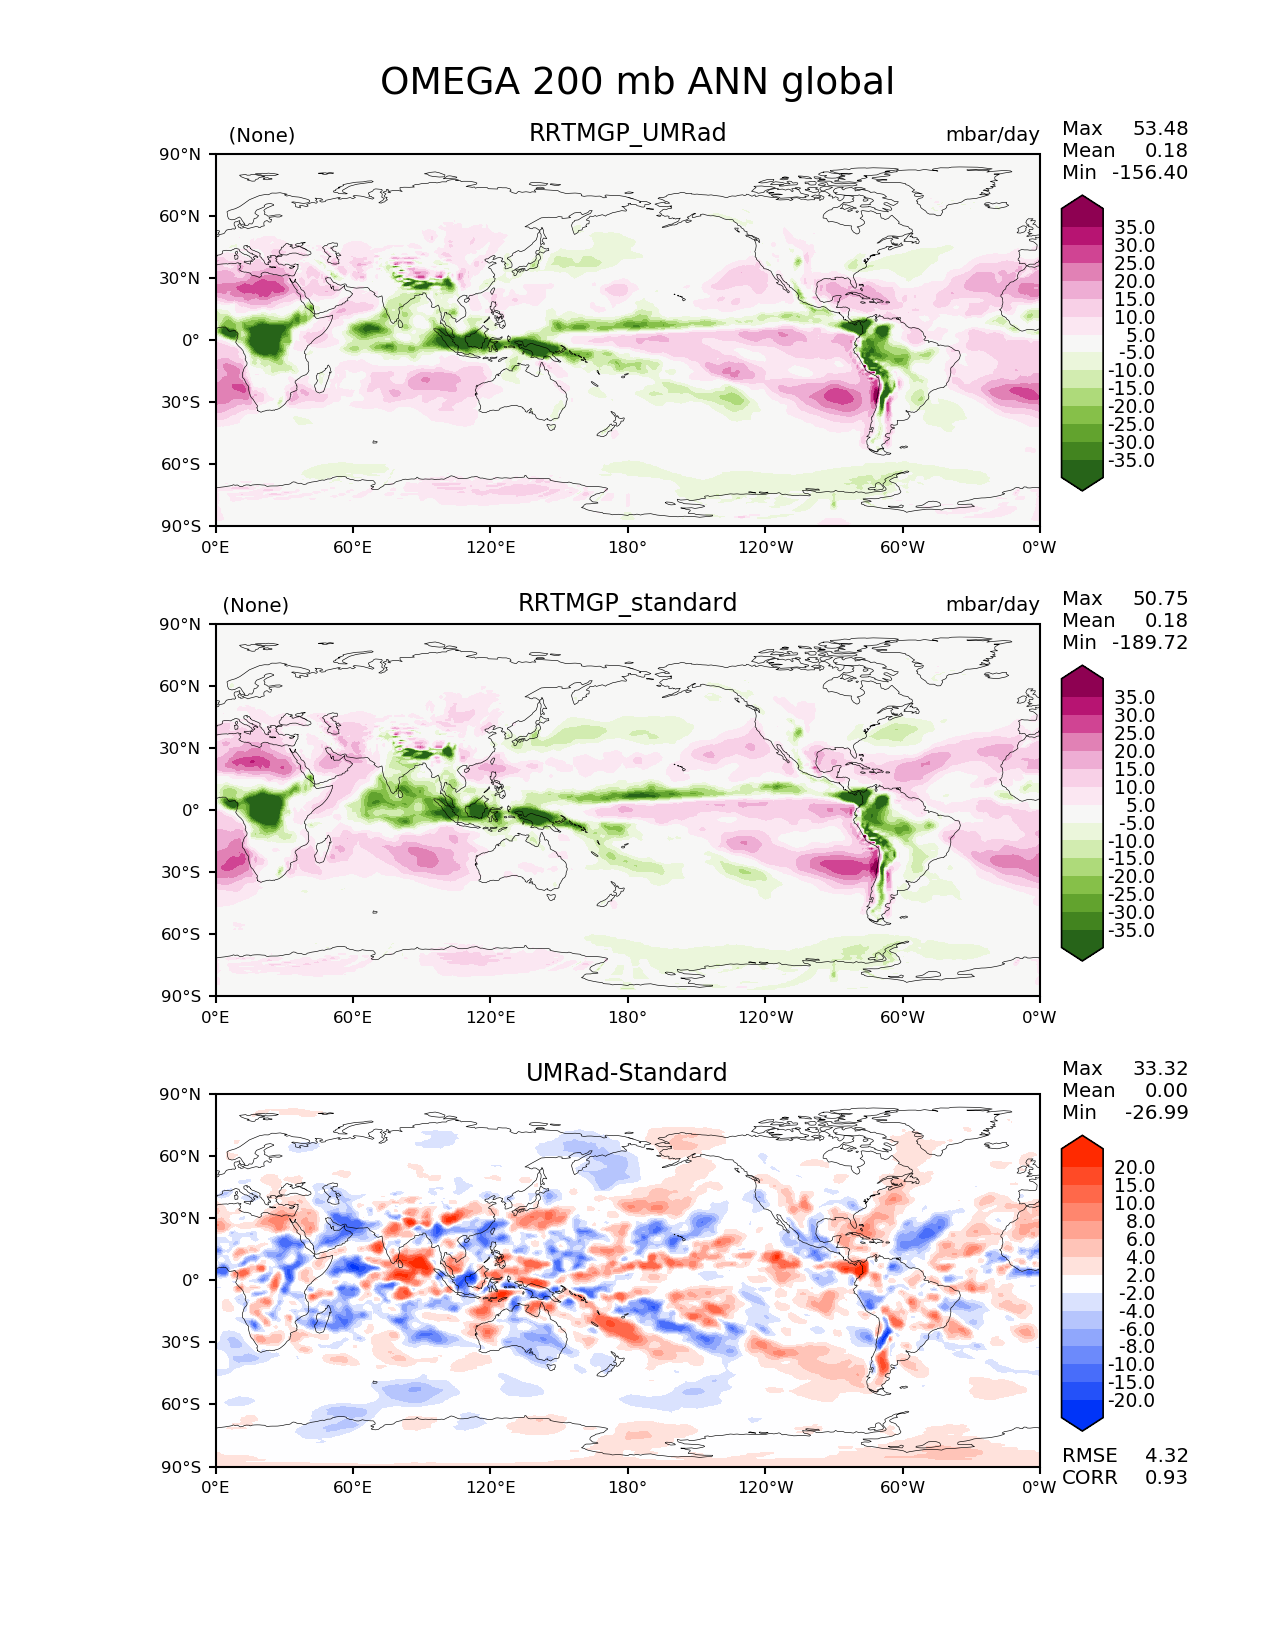 OMEGA 200 mb ANN global
(None) RRTMGP_UMRad mbar/day
Max 53.48
Mean 0.18
Min -156.40
90°N
60°N
30°N
0°
30°S
60°S
90°S
0°E 60°E 120°E 180° 120°W 60°W 0°W
35.0
30.0
25.0
20.0
15.0
10.0
5.0
-5.0
-10.0
-15.0
-20.0
-25.0
-30.0
-35.0
(None) RRTMGP_standard mbar/day
Max 50.75
Mean 0.18
Min -189.72
90°N
60°N
30°N
0°
30°S
60°S
90°S
0°E 60°E 120°E 180° 120°W 60°W 0°W
35.0
30.0
25.0
20.0
15.0
10.0
5.0
-5.0
-10.0
-15.0
-20.0
-25.0
-30.0
-35.0
UMRad-Standard
Max 33.32
Mean 0.00
Min -26.99
90°N
60°N
30°N
0°
30°S
60°S
90°S
0°E 60°E 120°E 180° 120°W 60°W 0°W
20.0
15.0
10.0
8.0
6.0
4.0
2.0
-2.0
-4.0
-6.0
-8.0
-10.0
-15.0
-20.0
RMSE 4.32
CORR 0.93